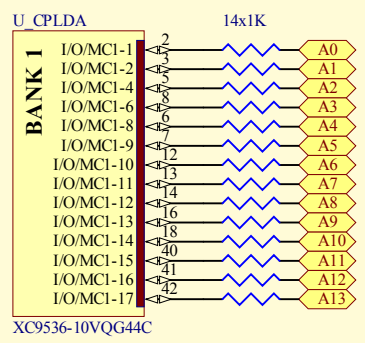 U_CPLDA 14x1K
BANK 1
I/O/MC1-1 2 A0
I/O/MC1-2 3 A1
I/O/MC1-4 5 A2
I/O/MC1-6 8 A3
I/O/MC1-8 6 A4
I/O/MC1-9 7 A5
I/O/MC1-10 12 A6
I/O/MC1-11 13 A7
I/O/MC1-12 14 A8
I/O/MC1-13 16 A9
I/O/MC1-14 18 A10
I/O/MC1-15 40 A11
I/O/MC1-16 41 A12
I/O/MC1-17 42 A13
XC9536-10VQG44C